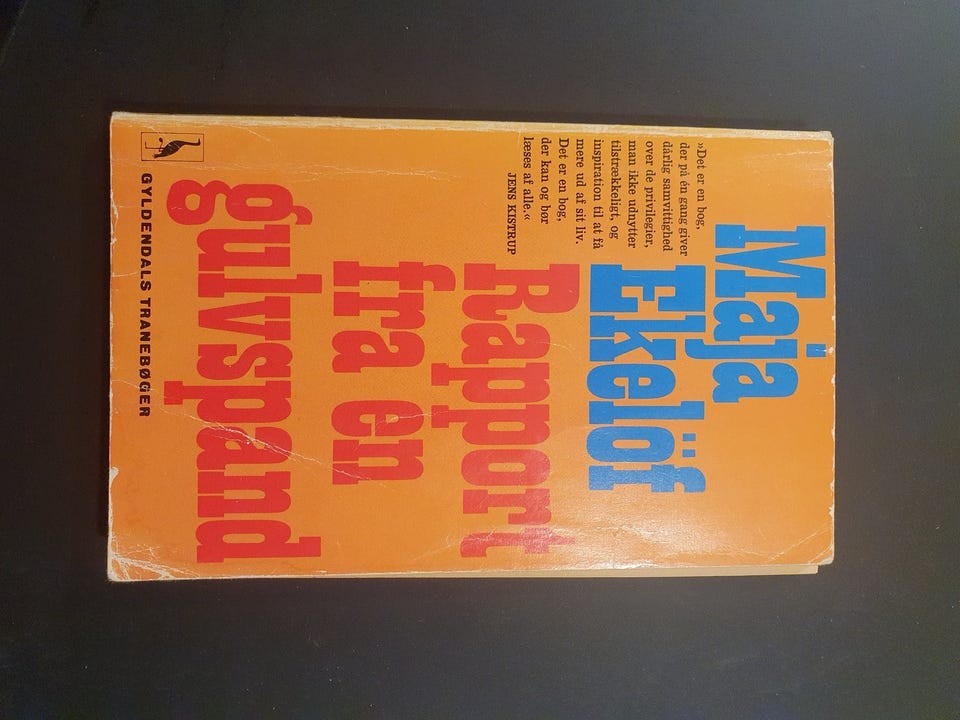 »Det er en bog,
der på én gang giver
dårlig samvittighed
over de privilegier,
man ikke udnytter
tilstrækkeligt, og
inspiration til at få
mere ud af sit liv.
Det er en bog,
der kan og bør
læses af alle.«
JENS KISTRUP
Maja
Ekelöf
Rapport
fra en
gulvspand
GYLDENDALS TRANEBØGER